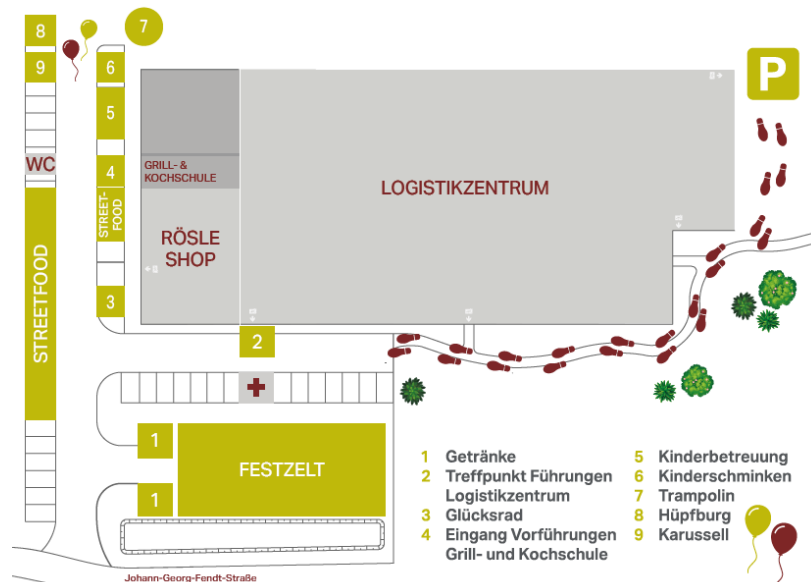 8
7
9
6
P
5
WC
4
GRILL- &
KOCHSCHULE
LOGISTIKZENTRUM
STREET-
FOOD
RÖSLE
SHOP
STREETFOOD
3
2
1
FESTZELT
1
1 Getränke
2 Treffpunkt Führungen
Logistikzentrum
3 Glücksrad
4 Eingang Vorführungen
Grill- und Kochschule
5 Kinderbetreuung
6 Kinderschminken
7 Trampolin
8 Hüpfburg
9 Karussell
Johann-Georg-Fendt-Straße